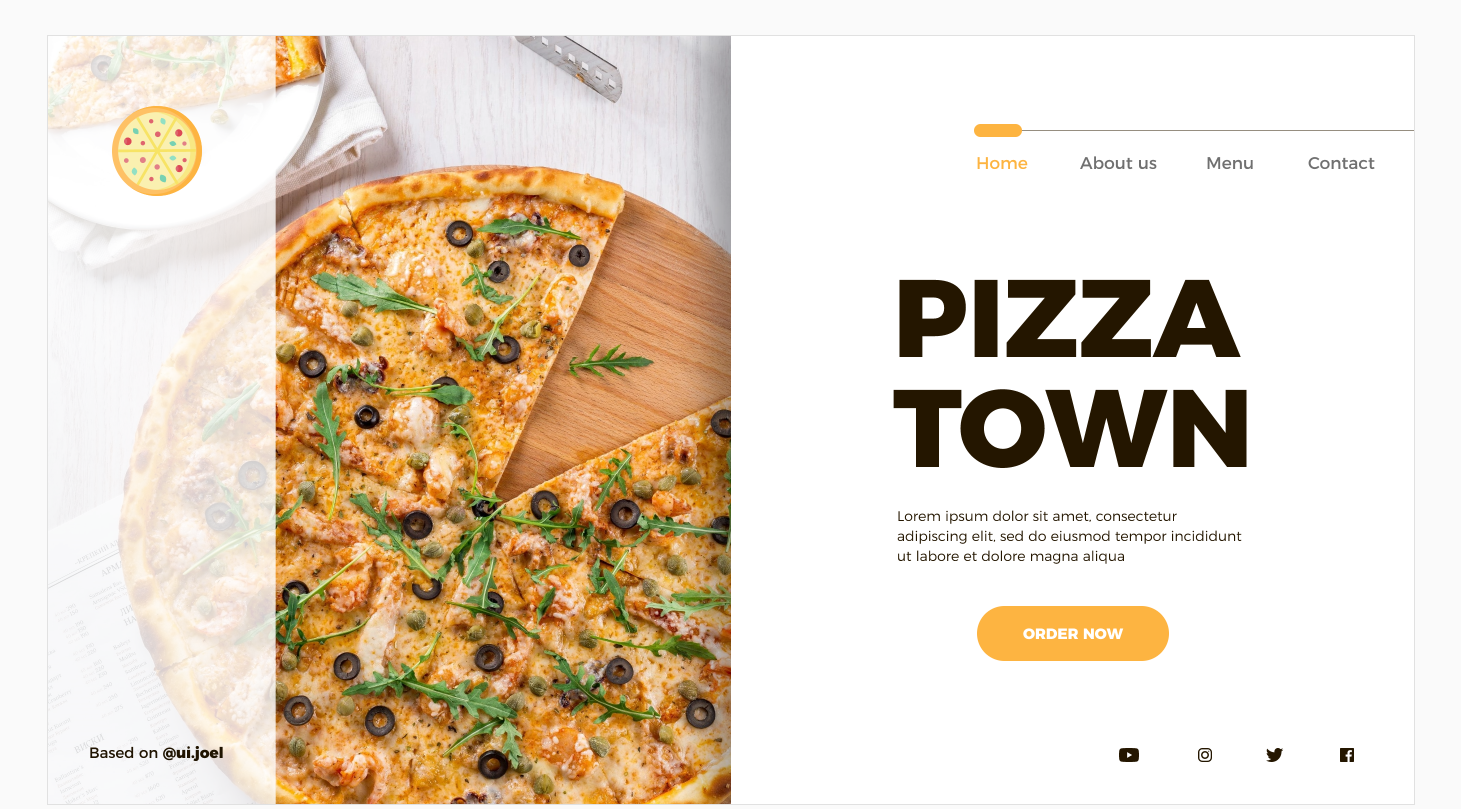 Home About us Menu Contact
PIZZA
TOWN
Lorem ipsum dolor sit amet, consectetur
adipiscing elit, sed do eiusmod tempor incididunt
ut labore et dolore magna aliqua
ORDER NOW
Based on @ui.joel